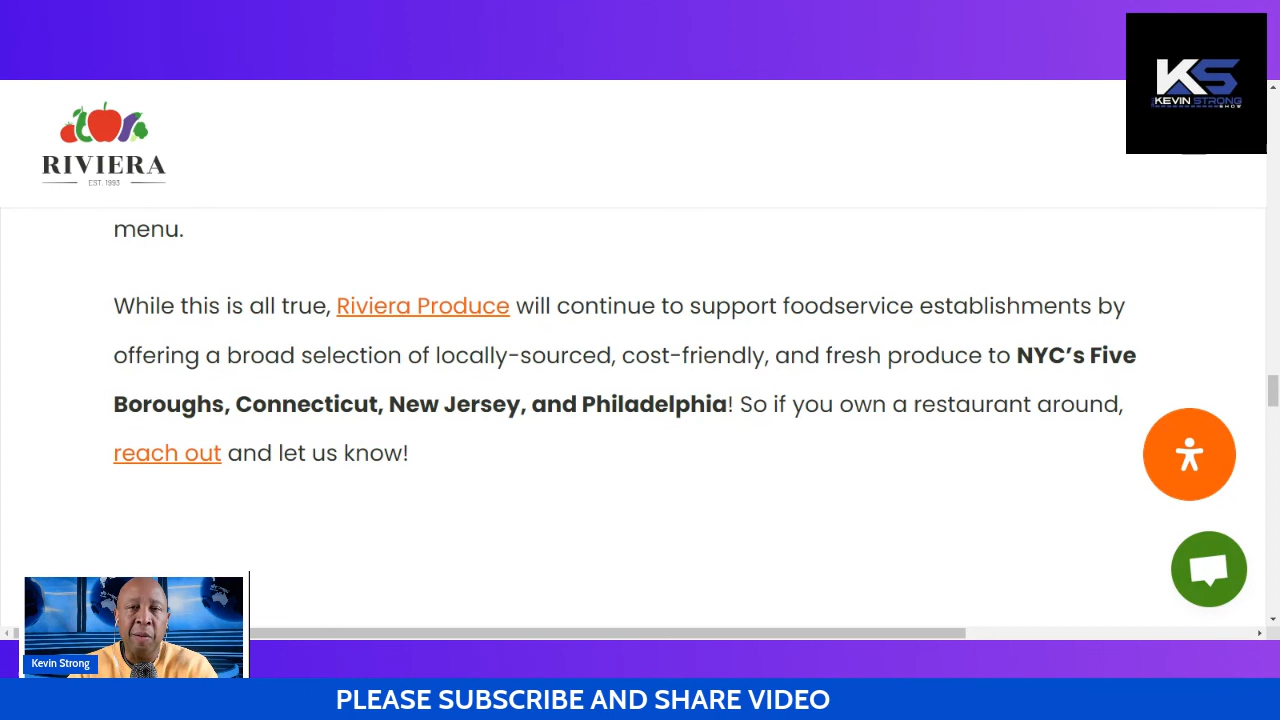 KS
KEVIN STRONG
SHOW
RIVIERA
EST. 1993
menu.
While this is all true, Riviera Produce will continue to support foodservice establishments by
offering a broad selection of locally-sourced, cost-friendly, and fresh produce to NYC’s Five
Boroughs, Connecticut, New Jersey, and Philadelphia! So if you own a restaurant around,
reach out and let us know!
Kevin Strong
PLEASE SUBSCRIBE AND SHARE VIDEO